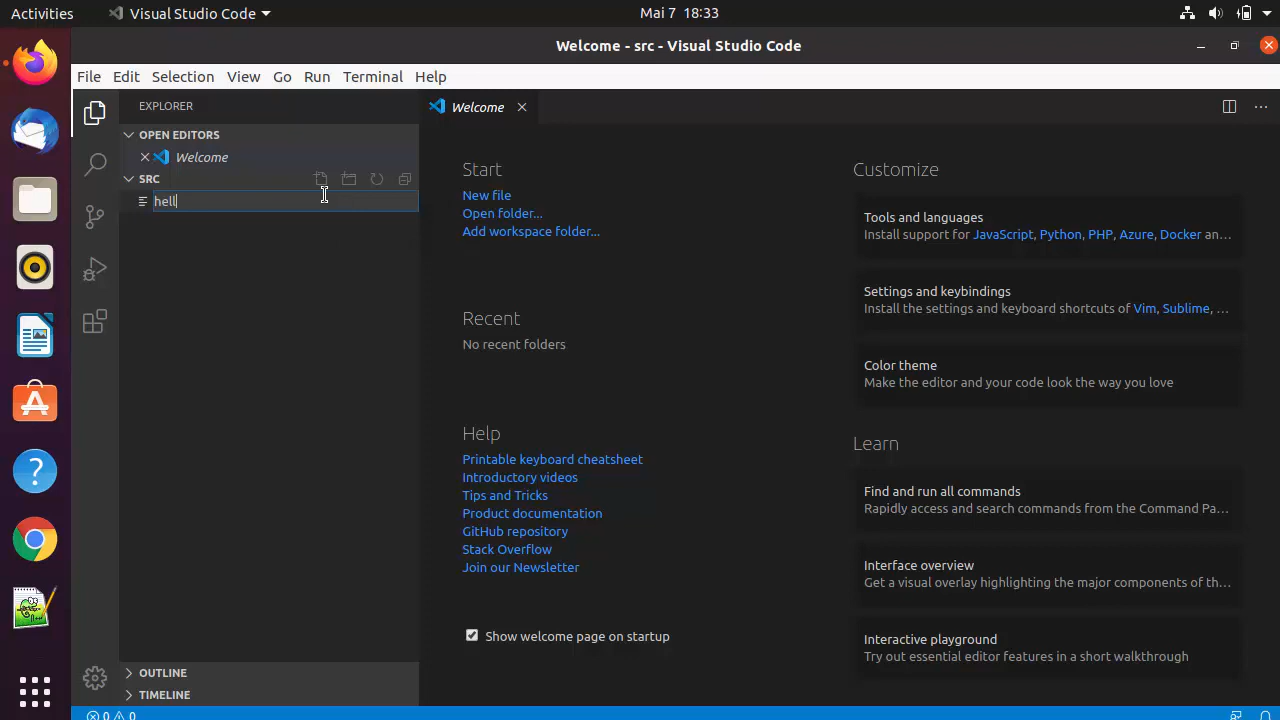 Activities Visual Studio Code Mai 7 18:33
Welcome - src - Visual Studio Code
File Edit Selection View Go Run Terminal Help
EXPLORER
OPEN EDITORS
Welcome
SRC
hell
OUTLINE
TIMELINE
Welcome
Start
New file
Open folder...
Add workspace folder...
Recent
No recent folders
Help
Printable keyboard cheatsheet
Introductory videos
Tips and Tricks
Product documentation
GitHub repository
Stack Overflow
Join our Newsletter
Show welcome page on startup
Customize
Tools and languages
Install support for JavaScript, Python, PHP, Azure, Docker an...
Settings and keybindings
Install the settings and keyboard shortcuts of Vim, Sublime, ...
Color theme
Make the editor and your code look the way you love
Learn
Find and run all commands
Rapidly access and search commands from the Command Pa...
Interface overview
Get a visual overlay highlighting the major components of th...
Interactive playground
Try out essential editor features in a short walkthrough
0 0